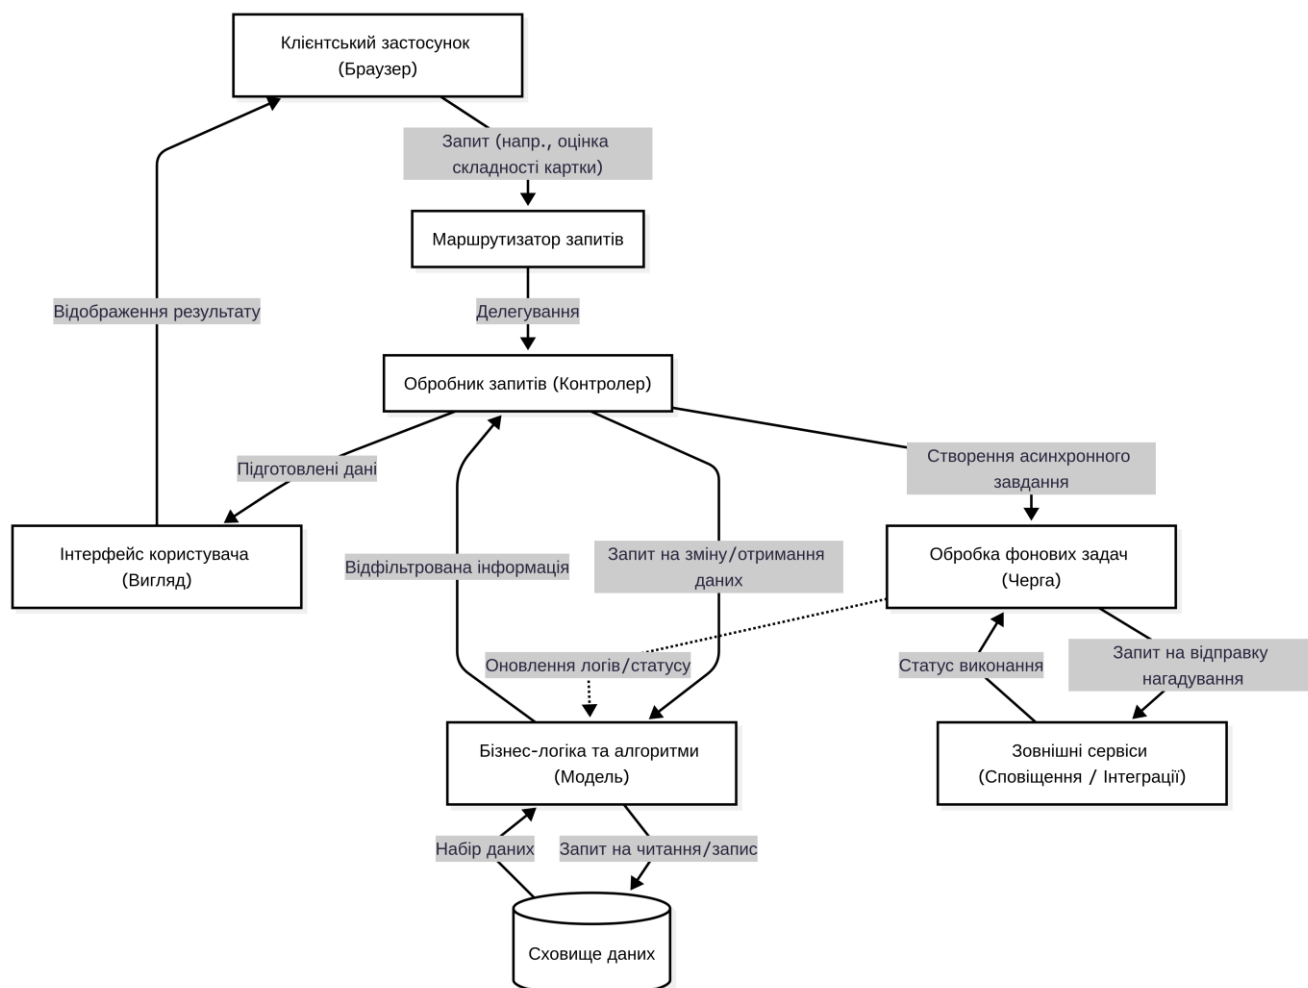 Клієнтський застосунок
(Браузер)
Запит (напр., оцінка
складності картки)
Маршрутизатор запитів
Відображення результату
Делегування
Обробник запитів (Контролер)
Підготовлені дані
Створення асинхронного
завдання
Інтерфейс користувача
(Вигляд)
Відфільтрована інформація
Запит на зміну/отримання
даних
Обробка фонових задач
(Черга)
Оновлення логів/статусу
Статус виконання
Запит на відправку
нагадування
Бізнес-логіка та алгоритми
(Модель)
Зовнішні сервіси
(Сповіщення / Інтеграції)
Набір даних
Запит на читання/запис
Сховище даних